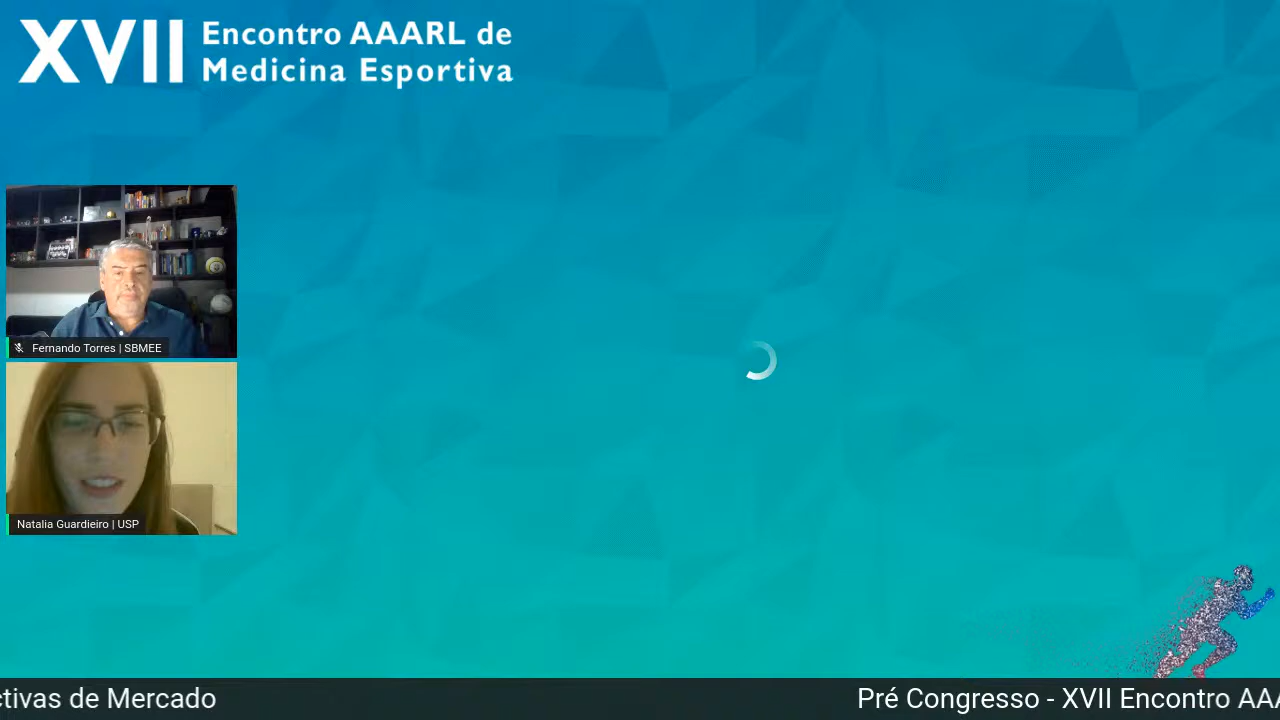 XVII Encontro AAARL de
Medicina Esportiva
Fernando Torres | SBMEE
Natalia Guardieiro | USP
ctivas de Mercado
Pré Congresso - XVII Encontro AAA